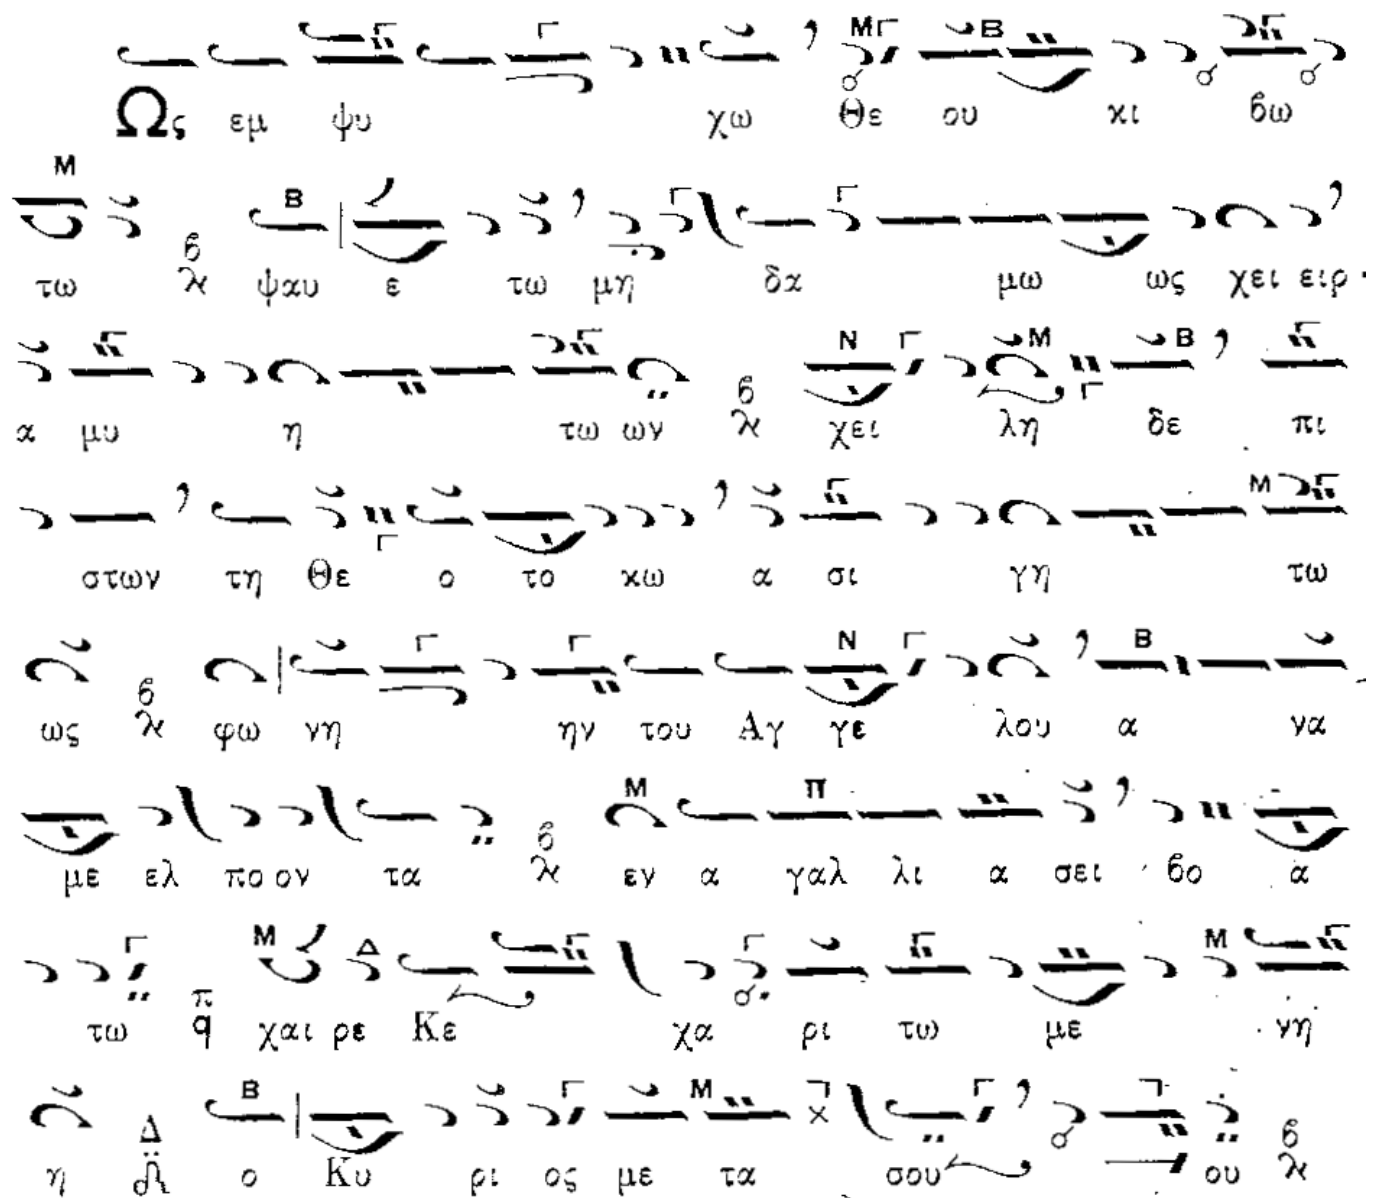 Ως εμ ψυ χω Θε ου κι βω
τω ψαυ ε τω μη δα μω ως χει ειρ
α μυ η τω ων χει λη δε πι
στων τη Θε ο το κω α σι γη τω
ως φω νη ην του Αγ γε λου α να
με ελ πο ον τα εν α γαλ λι α σει βο α
τω χαι ρε Κε χα ρι τω με νη
η ο Κυ ρι ος με τα σου ου